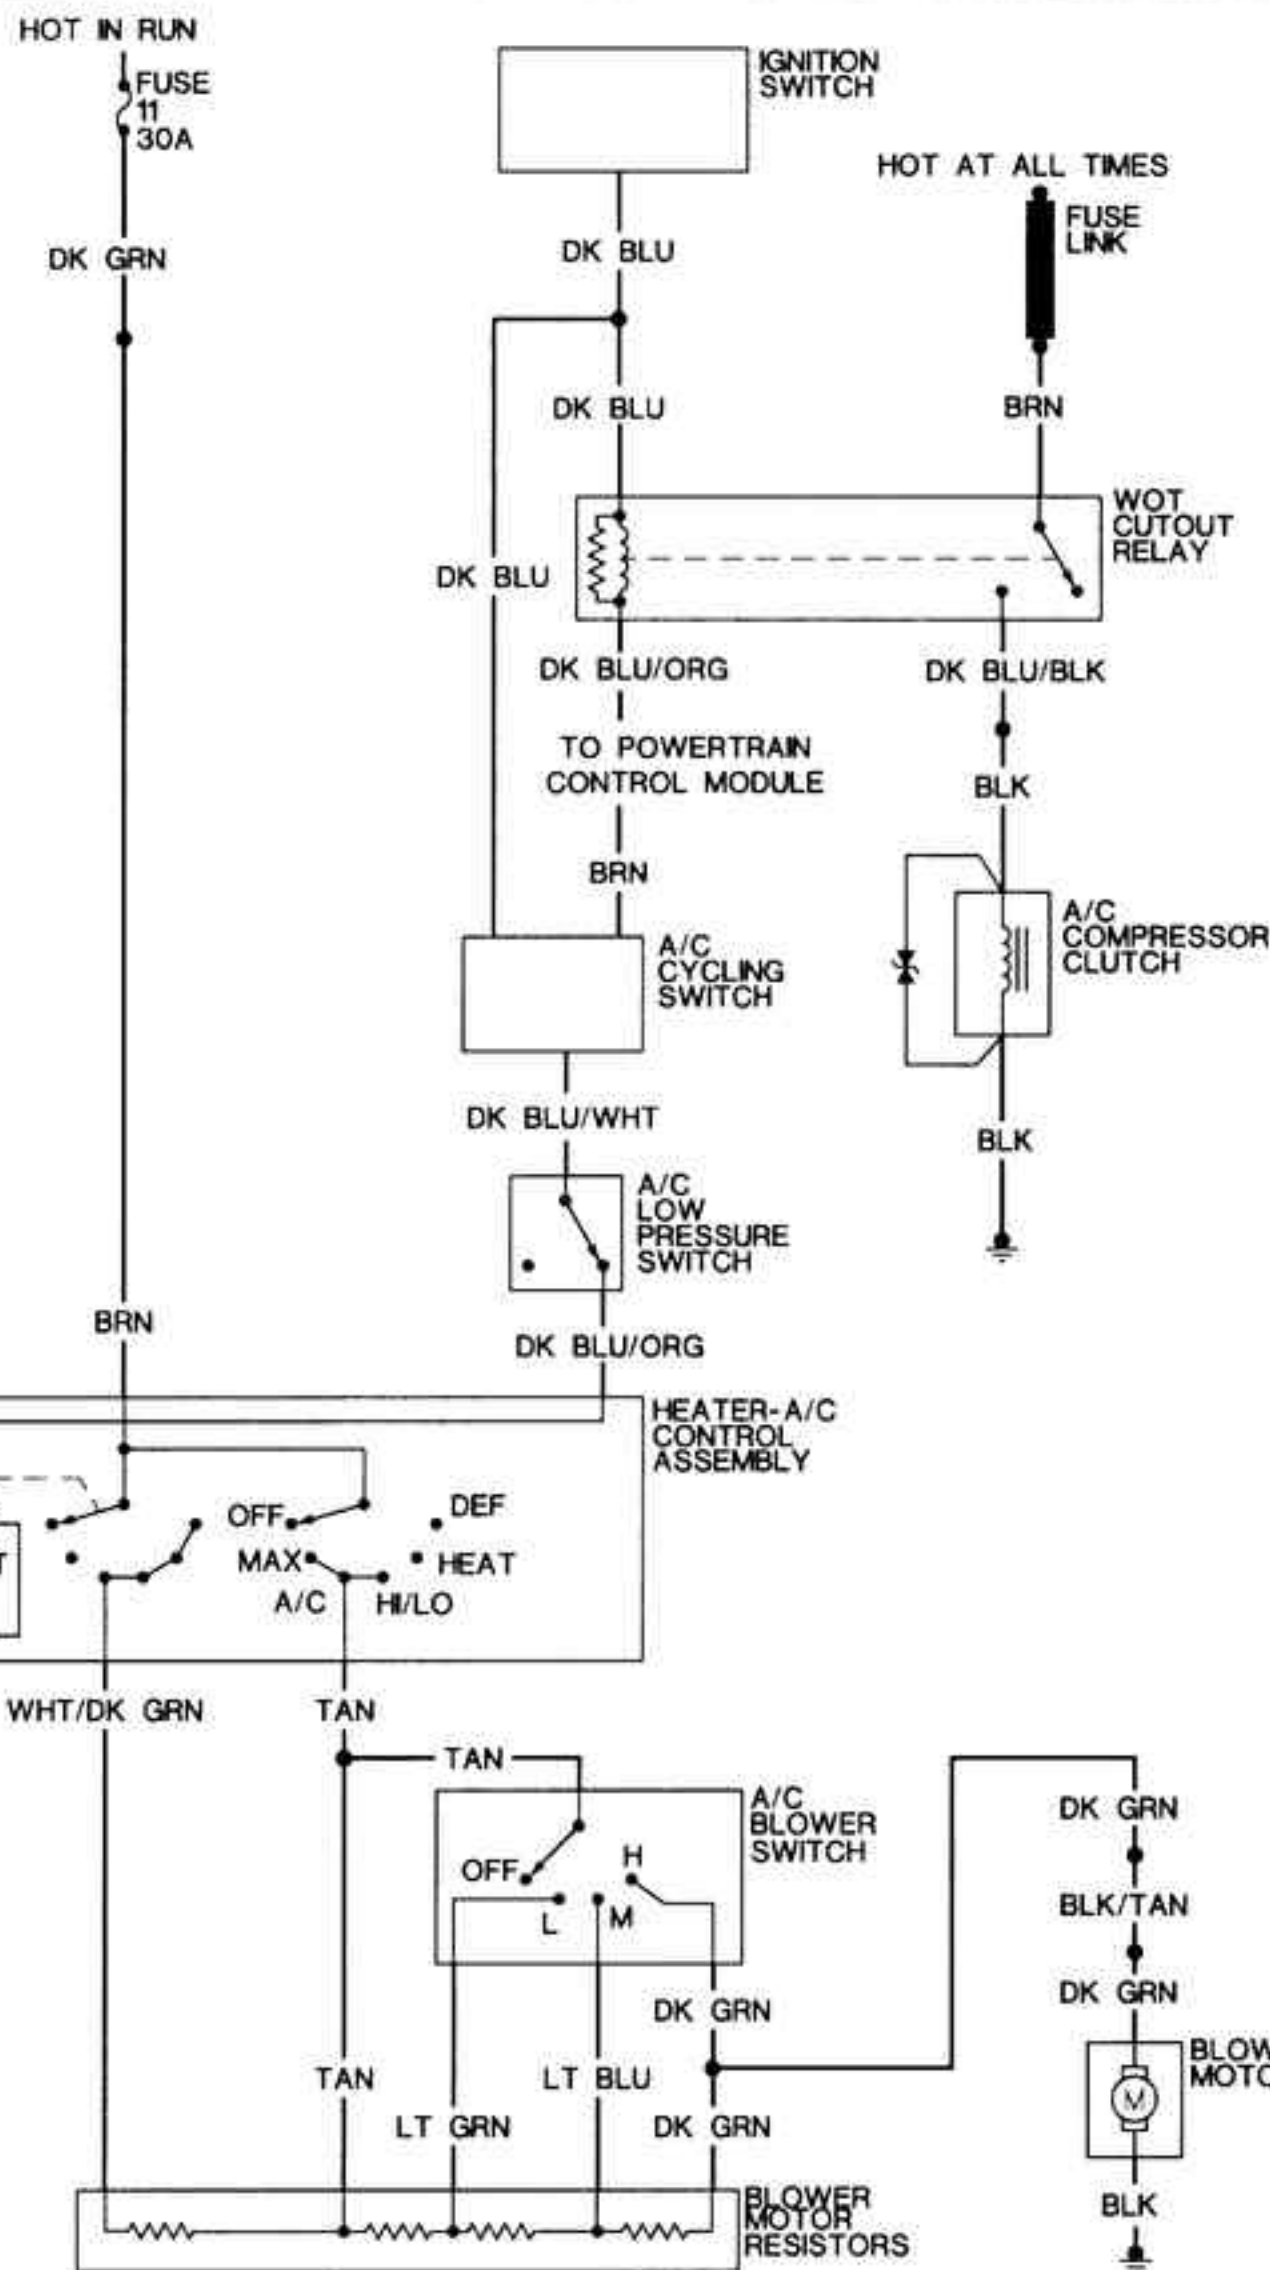 HOT IN RUN
FUSE
11
30A
IGNITION
SWITCH
HOT AT ALL TIMES
FUSE
LINK
DK GRN
DK BLU
DK BLU
BRN
WOT
CUTOUT
RELAY
DK BLU
DK BLU/ORG
DK BLU/BLK
TO POWERTRAIN
CONTROL MODULE
BLK
BRN
A/C
COMPRESSOR
CLUTCH
A/C
CYCLING
SWITCH
DK BLU/WHT
BLK
A/C
LOW
PRESSURE
SWITCH
BRN
DK BLU/ORG
HEATER-A/C
CONTROL
ASSEMBLY
OFF
DEF
T
MAX
HEAT
A/C
HI/LO
WHT/DK GRN
TAN
TAN
A/C
BLOWER
SWITCH
DK GRN
OFF
H
L
M
BLK/TAN
DK GRN
DK GRN
BLOW
MOTO
M
TAN
LT BLU
LT GRN
DK GRN
BLK
BLOWER
MOTOR
RESISTORS